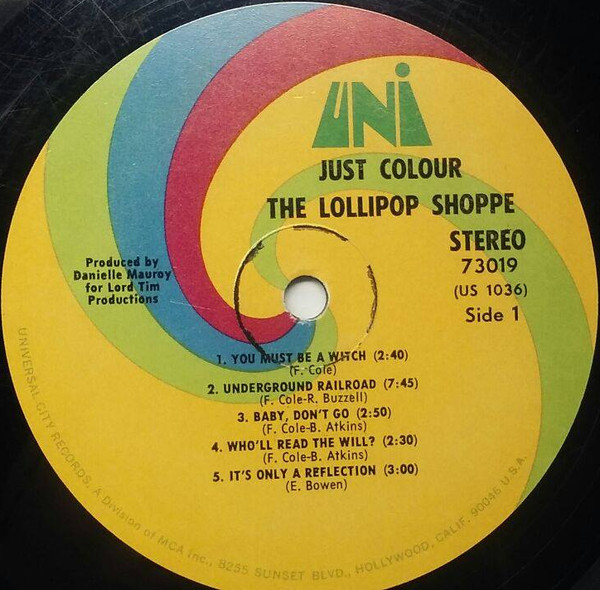 UNI
JUST COLOUR
THE LOLLIPOP SHOPPE
STEREO
73019
(US 1036)
Side 1
Produced by
Danielle Mauroy
for Lord Tim
Productions
1. YOU MUST BE A WITCH (2:40)
(F. Cole)
2. UNDERGROUND RAILROAD (7:45)
(F. Cole-R. Buzzell)
3. BABY, DON'T GO (2:50)
(F. Cole-B. Atkins)
4. WHO'LL READ THE WILL? (2:30)
(F. Cole-B. Atkins)
5. IT'S ONLY A REFLECTION (3:00)
(E. Bowen)
UNIVERSAL CITY RECORDS, A Division of MCA Inc., 8255 SUNSET BLVD., HOLLYWOOD, CALIF. 90046 U.S.A.